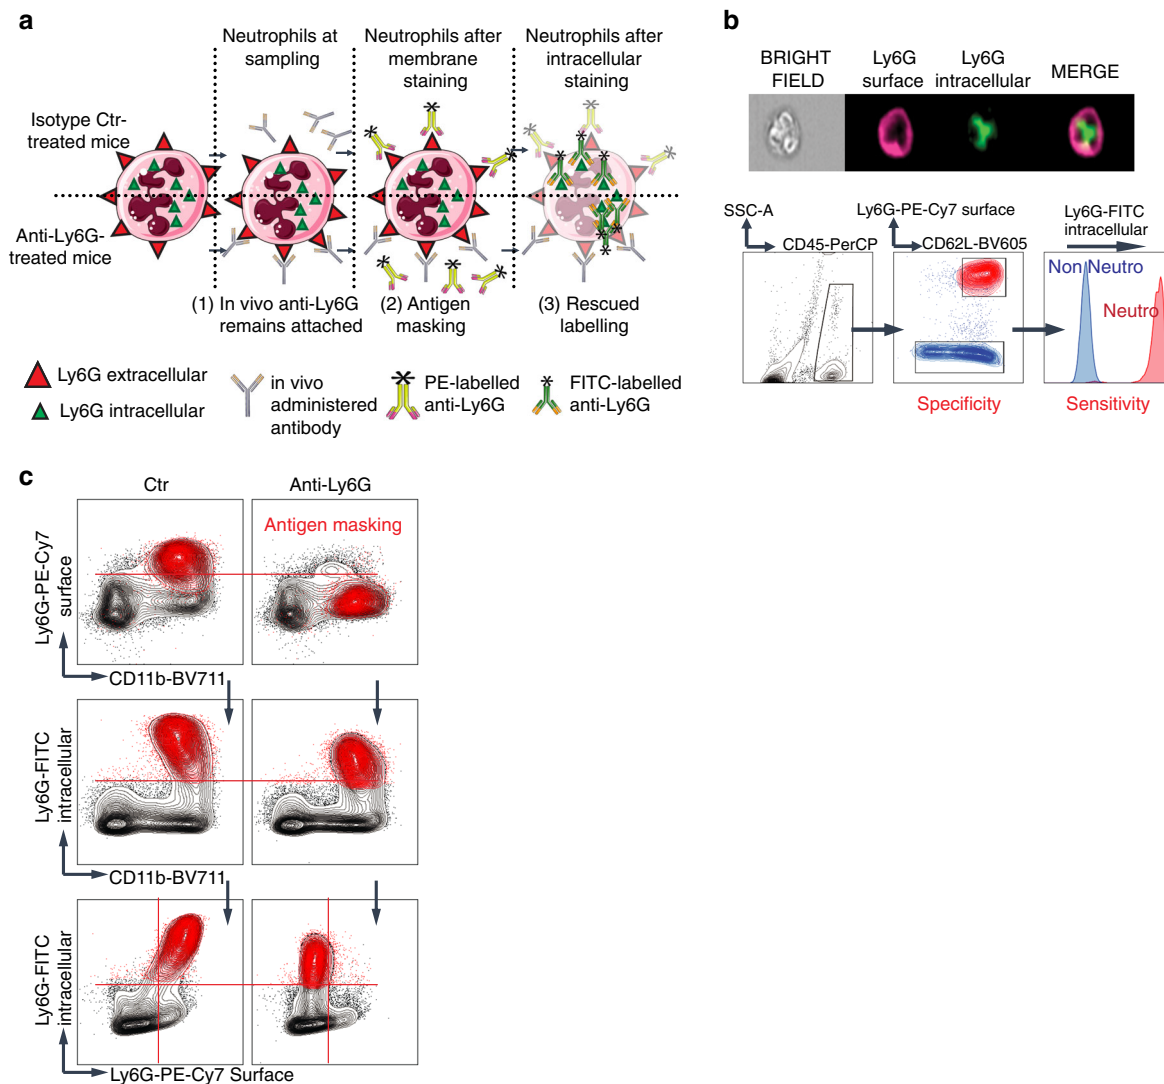 a
Neutrophils at
sampling
Neutrophils after
membrane
staining
Neutrophils after
intracellular
staining
Isotype Ctr-
treated mice
Anti-Ly6G-
treated mice
(1) In vivo anti-Ly6G
remains attached
(2) Antigen
masking
(3) Rescued
labelling
Ly6G extracellular
Ly6G intracellular
in vivo
administered
antibody
PE-labelled
anti-Ly6G
FITC-labelled
anti-Ly6G
b
BRIGHT
FIELD
Ly6G
surface
Ly6G
intracellular
MERGE
SSC-A
CD45-PerCP
Ly6G-PE-Cy7 surface
CD62L-BV605
Ly6G-FITC
intracellular
Non Neutro
Neutro
Specificity
Sensitivity
c
Ctr
Anti-Ly6G
Antigen masking
Ly6G-PE-Cy7
surface
CD11b-BV711
Ly6G-FITC
intracellular
CD11b-BV711
Ly6G-FITC
intracellular
Ly6G-PE-Cy7 Surface